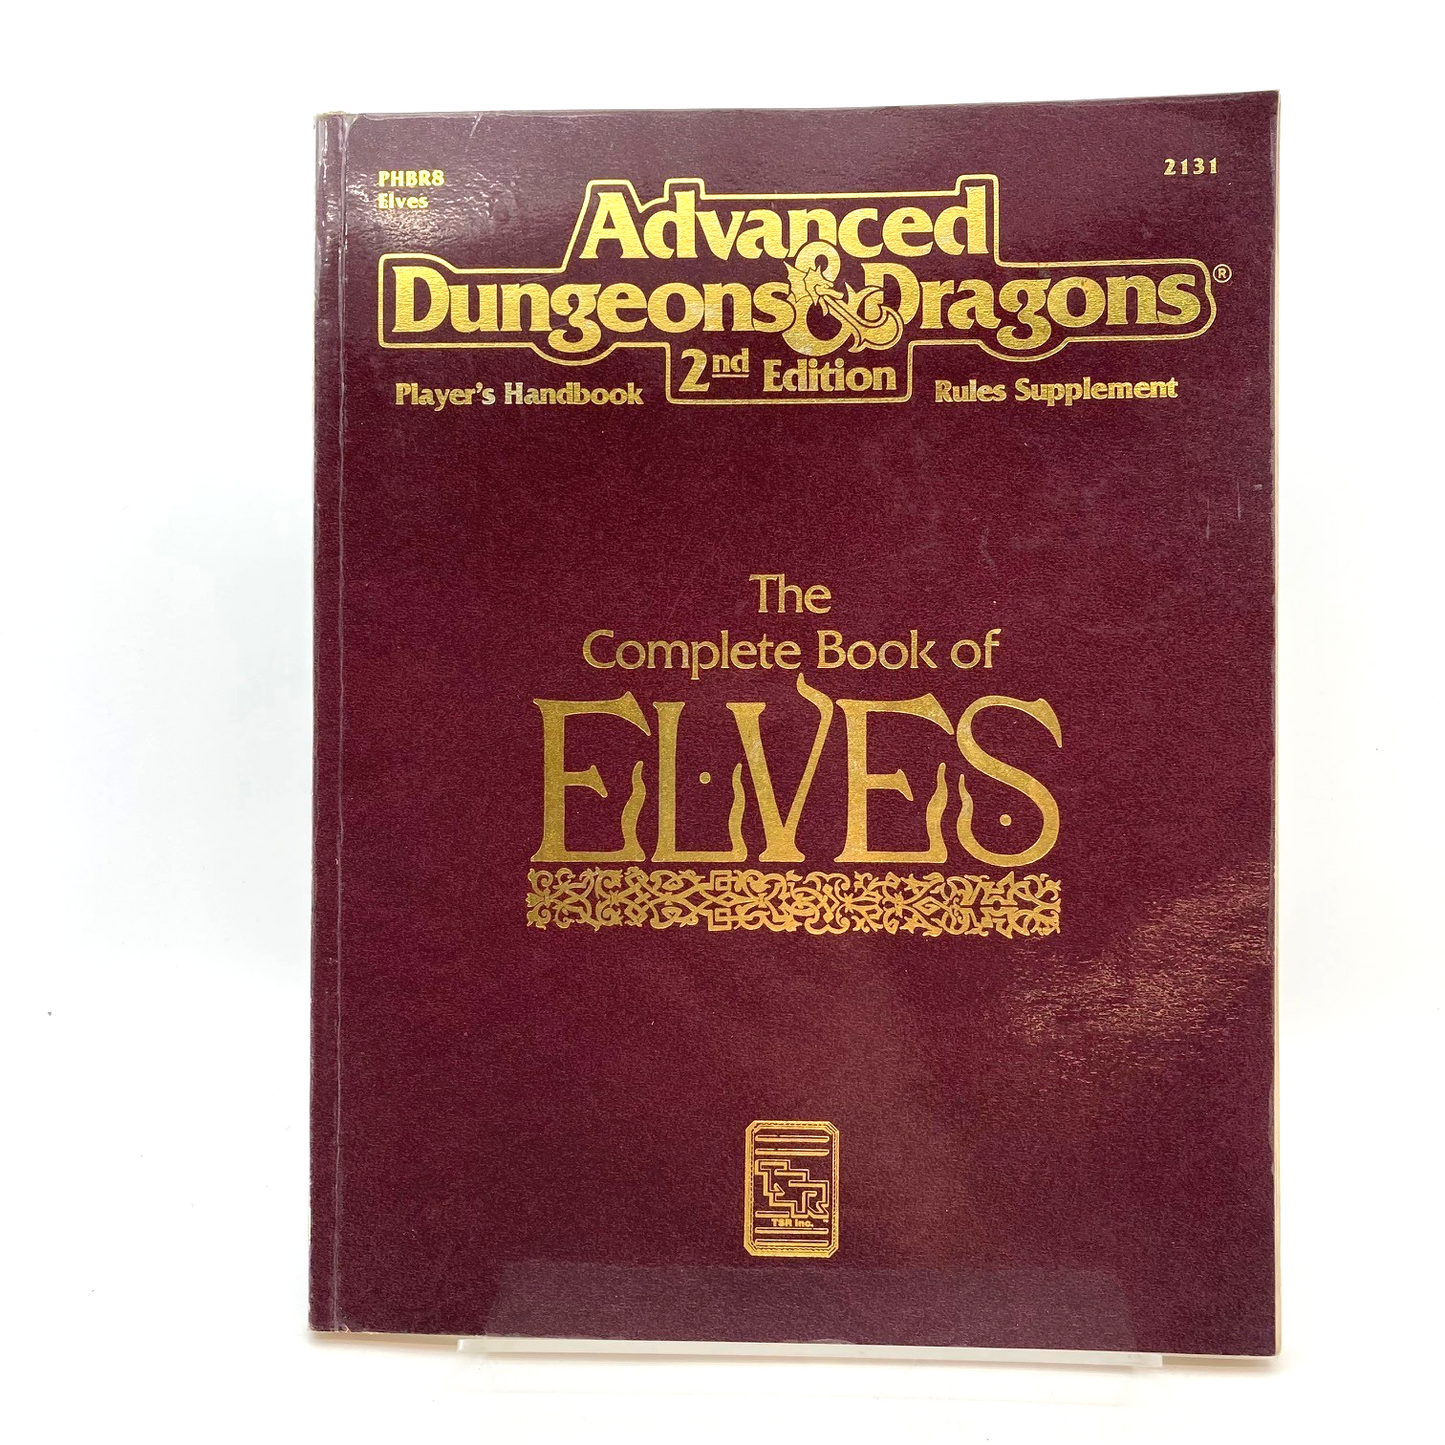 PHBR8
Elves
2131
Advanced
Dungeons & Dragons®
2nd Edition
Player's Handbook
Rules Supplement
The
Complete Book of
ELVES
TSR
TSR Inc.™